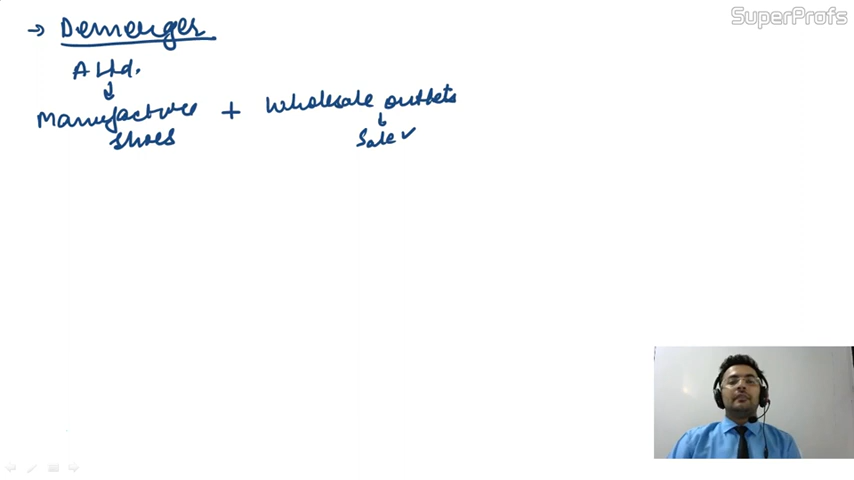 SuperProfs
→ Demerger
A Ltd.
↓
Manufacture + Wholesale outlets
shoes
↓
Sale ✓